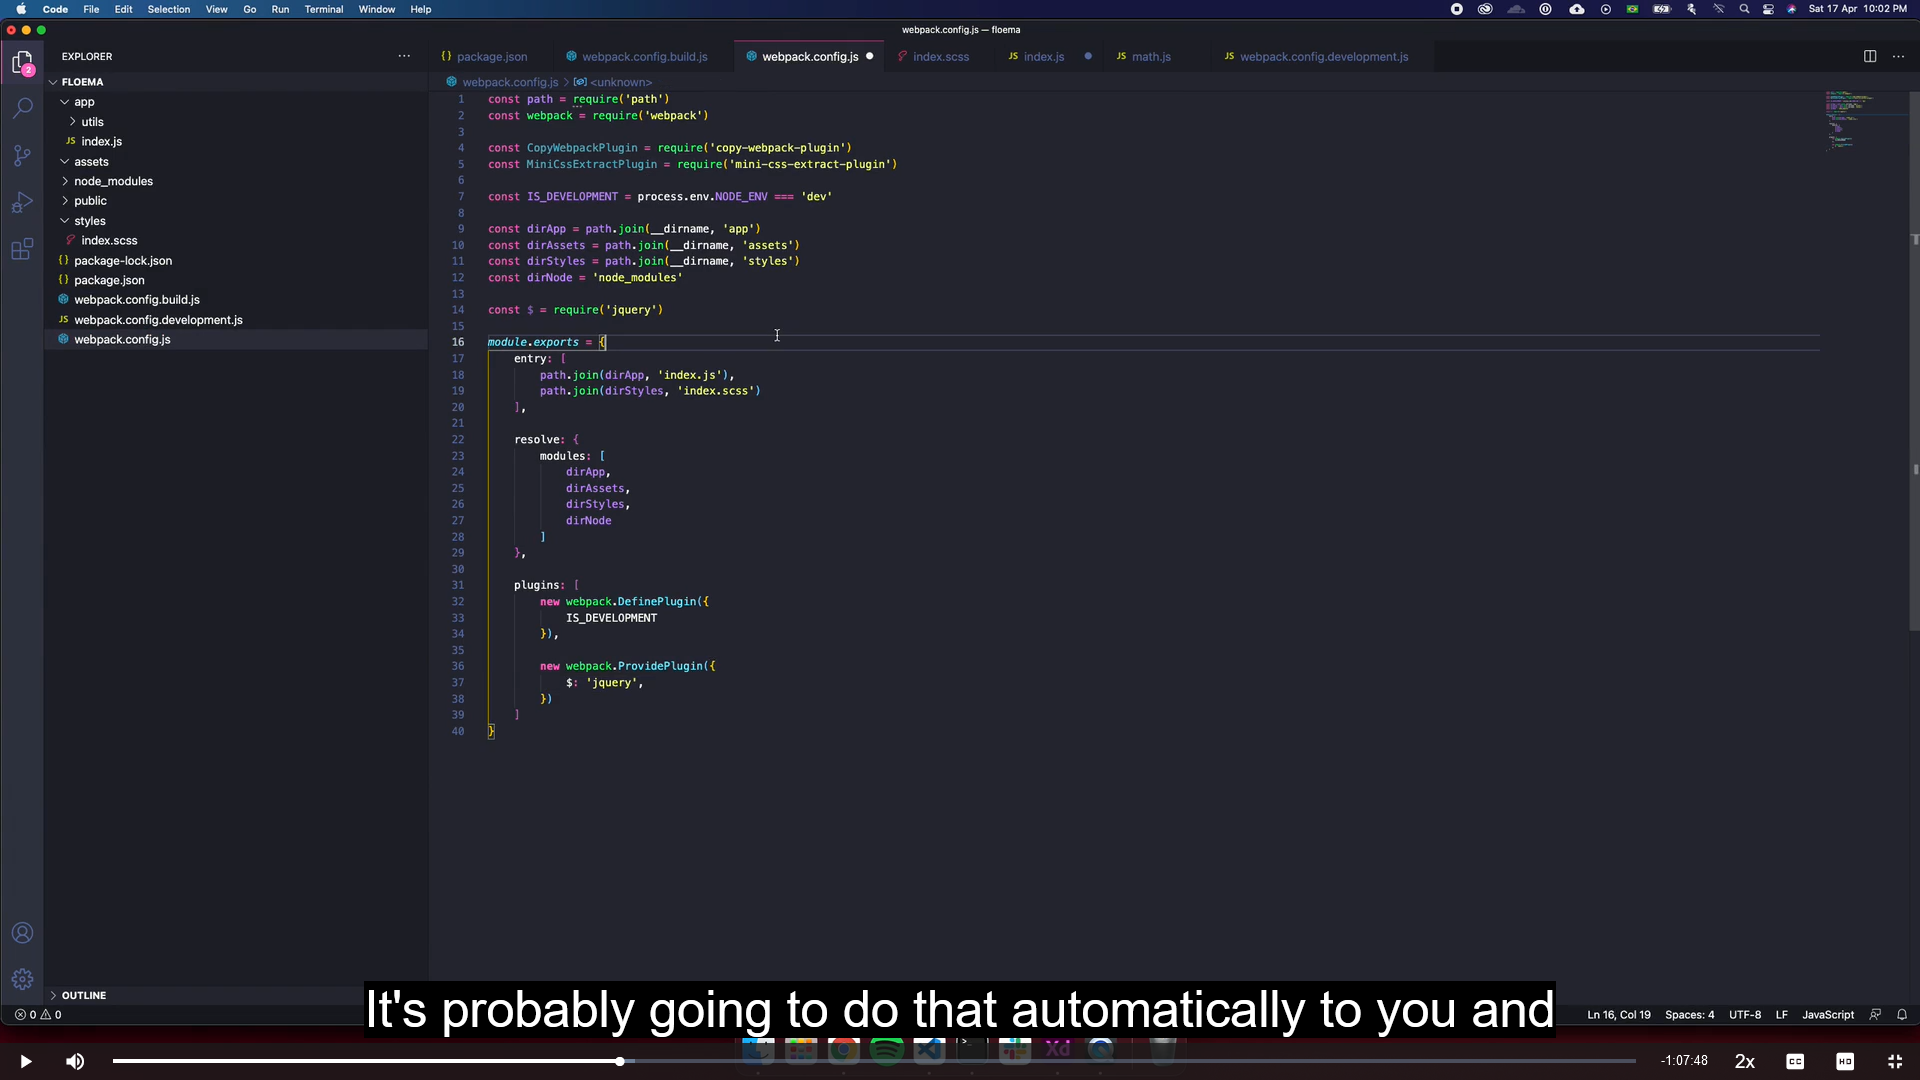 Code File Edit Selection View Go Run Terminal Window Help
Sat 17 Apr 10:02 PM
webpack.config.js — floema
EXPLORER
package.json webpack.config.build.js webpack.config.js index.scss index.js math.js webpack.config.development.js
webpack.config.js > <unknown>
FLOEMA
app
utils
index.js
assets
node_modules
public
styles
index.scss
package-lock.json
package.json
webpack.config.build.js
webpack.config.development.js
webpack.config.js
2
1 const path = require('path')
2 const webpack = require('webpack')
3
4 const CopyWebpackPlugin = require('copy-webpack-plugin')
5 const MiniCssExtractPlugin = require('mini-css-extract-plugin')
6
7 const IS_DEVELOPMENT = process.env.NODE_ENV === 'dev'
8
9 const dirApp = path.join(__dirname, 'app')
10 const dirAssets = path.join(__dirname, 'assets')
11 const dirStyles = path.join(__dirname, 'styles')
12 const dirNode = 'node_modules'
13
14 const $ = require('jquery')
15
16 module.exports = {
17 entry: [
18 path.join(dirApp, 'index.js'),
19 path.join(dirStyles, 'index.scss')
20 ],
21
22 resolve: {
23 modules: [
24 dirApp,
25 dirAssets,
26 dirStyles,
27 dirNode
28 ]
29 },
30
31 plugins: [
32 new webpack.DefinePlugin({
33 IS_DEVELOPMENT
34 }),
35
36 new webpack.ProvidePlugin({
37 $: 'jquery',
38 })
39 ]
40 }
OUTLINE
0 0
It's probably going to do that automatically to you and
Ln 16, Col 19 Spaces: 4 UTF-8 LF JavaScript
-1:07:48 2x CC HD